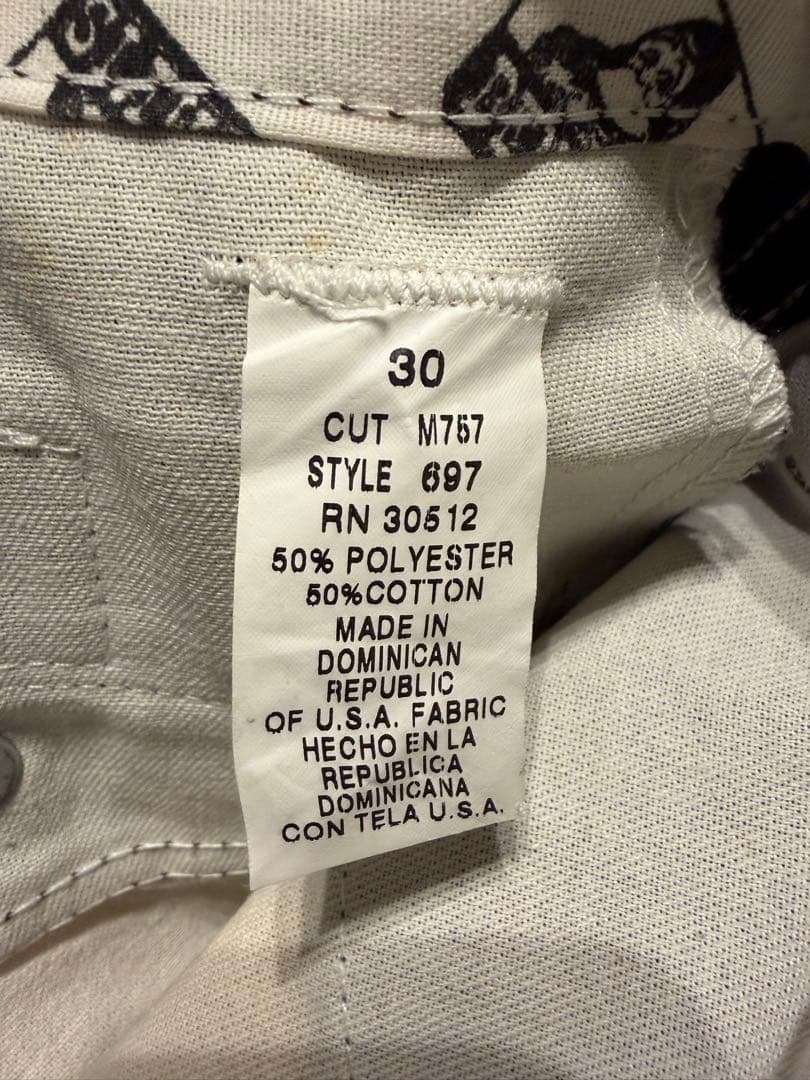 30
CUT M757
STYLE 697
RN 30512
50% POLYESTER
50%COTTON
MADE IN
DOMINICAN
REPUBLIC
OF U.S.A. FABRIC
HECHO EN LA
REPUBLICA
DOMINICANA
CON TELA U.S.A.